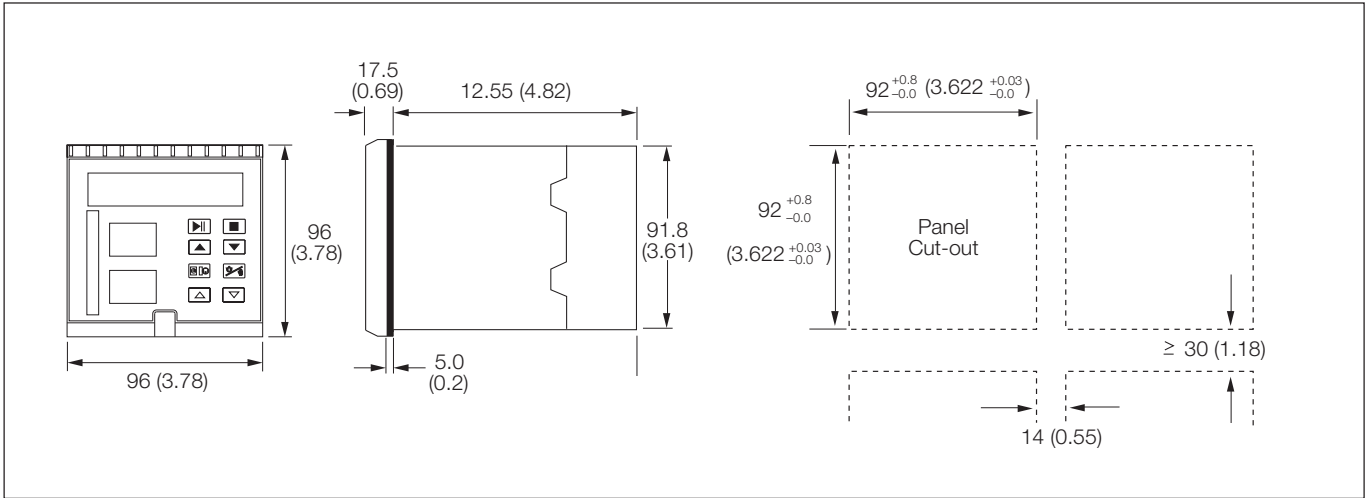 17.5
(0.69)
12.55 (4.82)
92 +0.8 –0.0 (3.622 +0.03 –0.0)
96
(3.78)
91.8
(3.61)
92 +0.8 –0.0
(3.622 +0.03 –0.0)
Panel
Cut-out
≥ 30 (1.18)
96 (3.78)
5.0
(0.2)
14 (0.55)